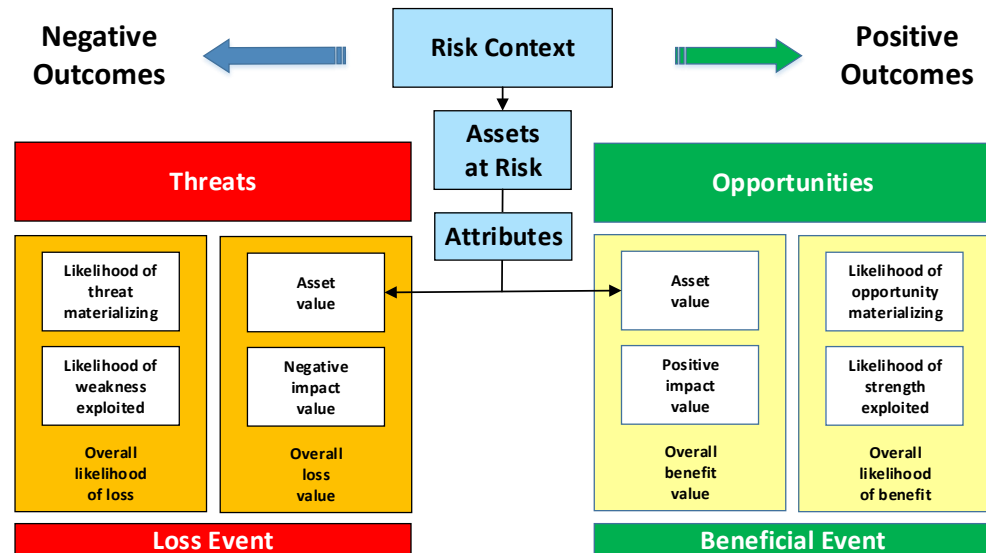 Negative
Outcomes
Risk Context
Positive
Outcomes
Assets
at Risk
Threats
Opportunities
Attributes
Likelihood of
threat
materializing
Asset
value
Asset
value
Likelihood of
opportunity
materializing
Likelihood of
weakness
exploited
Negative
impact
value
Positive
impact
value
Likelihood of
strength
exploited
Overall
likelihood
of loss
Overall
loss
value
Overall
benefit
value
Overall
likelihood
of benefit
Loss Event
Beneficial Event